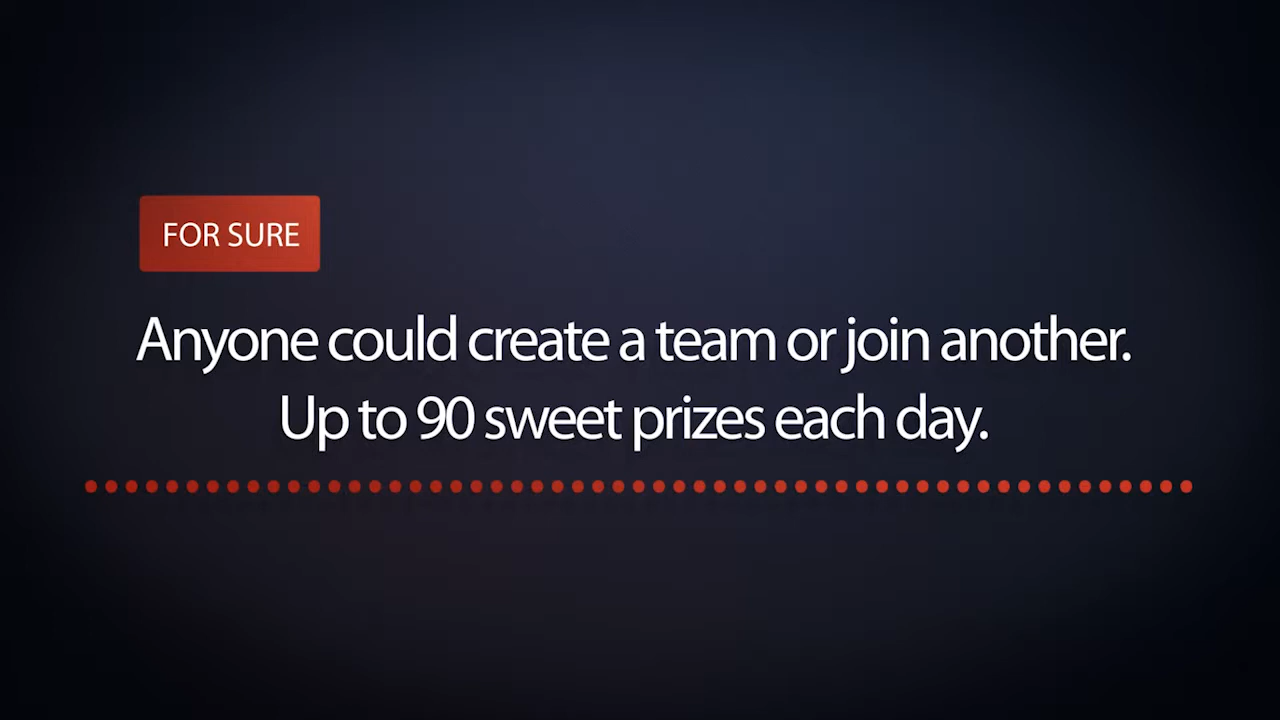 FOR SURE
Anyone could create a team or join another.
Up to 90 sweet prizes each day.